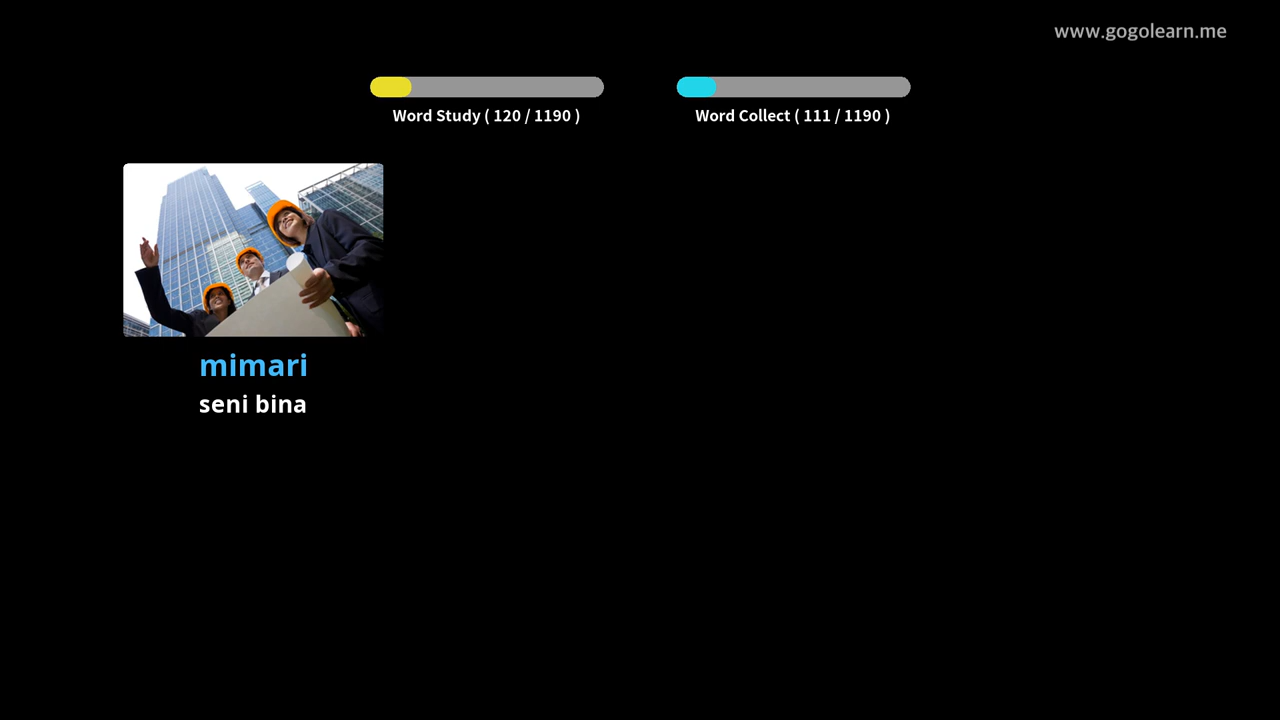 www.gogolearn.me
Word Study ( 120 / 1190 )
Word Collect ( 111 / 1190 )
mimari
seni bina